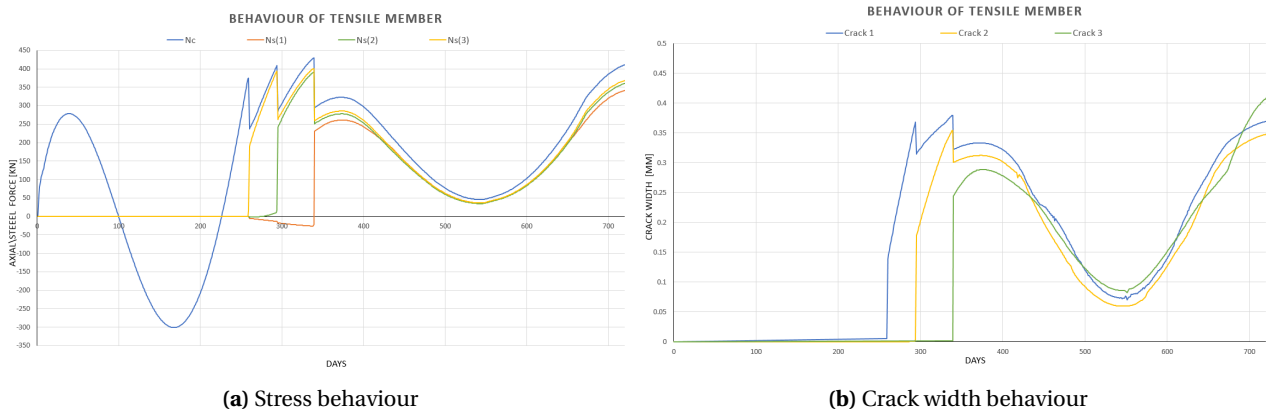 BEHAVIOUR OF TENSILE MEMBER
Nc Ns(1) Ns(2) Ns(3)
AXIAL\STEEL FORCE [KN]
450
400
350
300
250
200
150
100
50
0
-50
-100
-150
-200
-250
-300
-350
0 100 200 300 400 500 600 700
DAYS
(a) Stress behaviour
BEHAVIOUR OF TENSILE MEMBER
Crack 1 Crack 2 Crack 3
CRACK WIDTH [MM]
0.5
0.45
0.4
0.35
0.3
0.25
0.2
0.15
0.1
0.05
0
0 100 200 300 400 500 600 700
DAYS
(b) Crack width behaviour